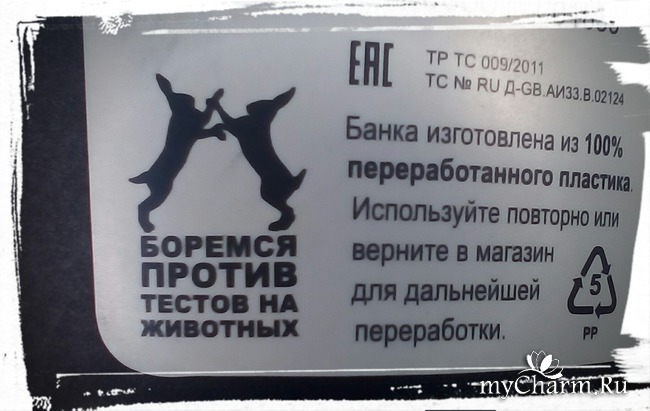 EAC
ТР ТС 009/2011
ТС № RU Д-GB.АИ33.В.02124
Банка изготовлена из 100%
переработанного пластика.
Используйте повторно или
верните в магазин
для дальнейшей
переработки.
5
PP
БОРЕМСЯ
ПРОТИВ
ТЕСТОВ НА
ЖИВОТНЫХ
myCharm.Ru